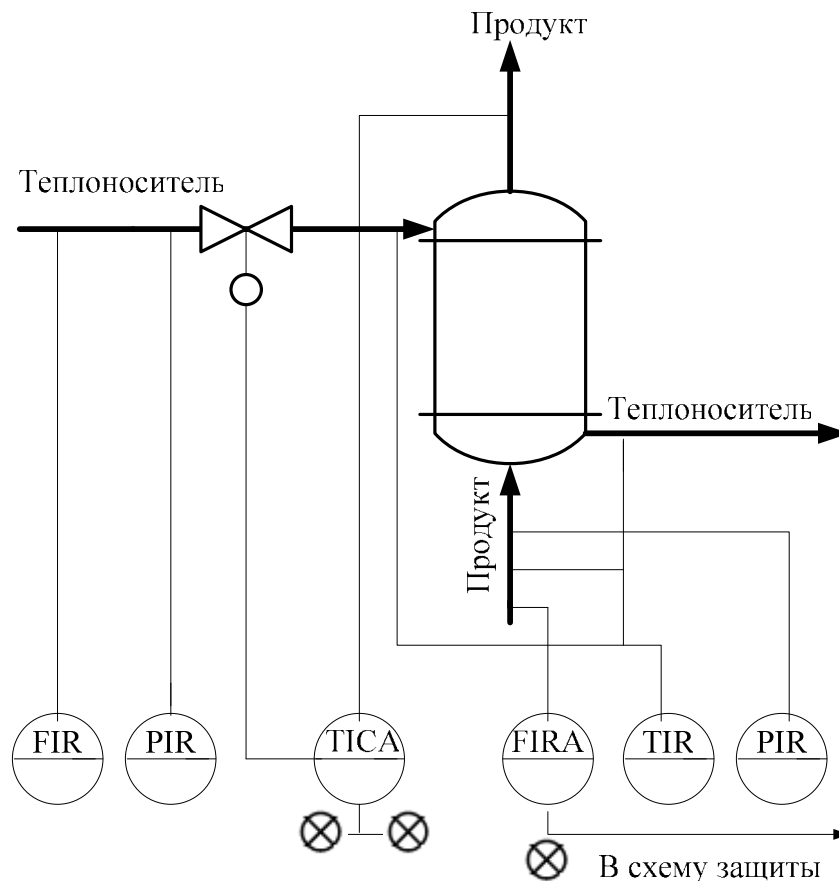 Продукт
Теплоноситель
Теплоноситель
Продукт
FIR
PIR
TICA
FIRA
TIR
PIR
В схему защиты